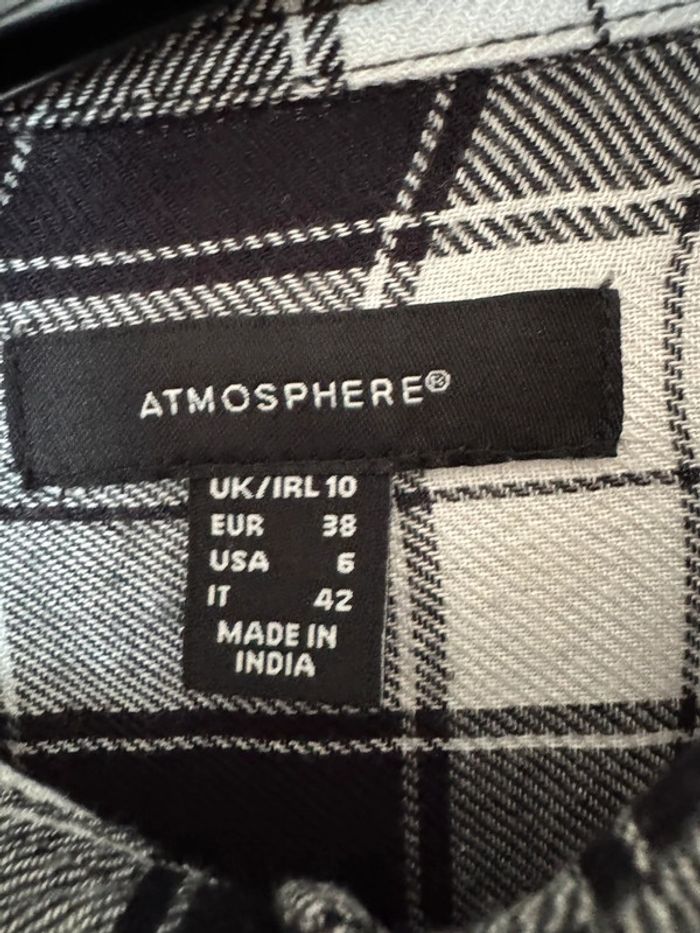 ATMOSPHERE®
UK/IRL 10
EUR 38
USA 6
IT 42
MADE IN
INDIA